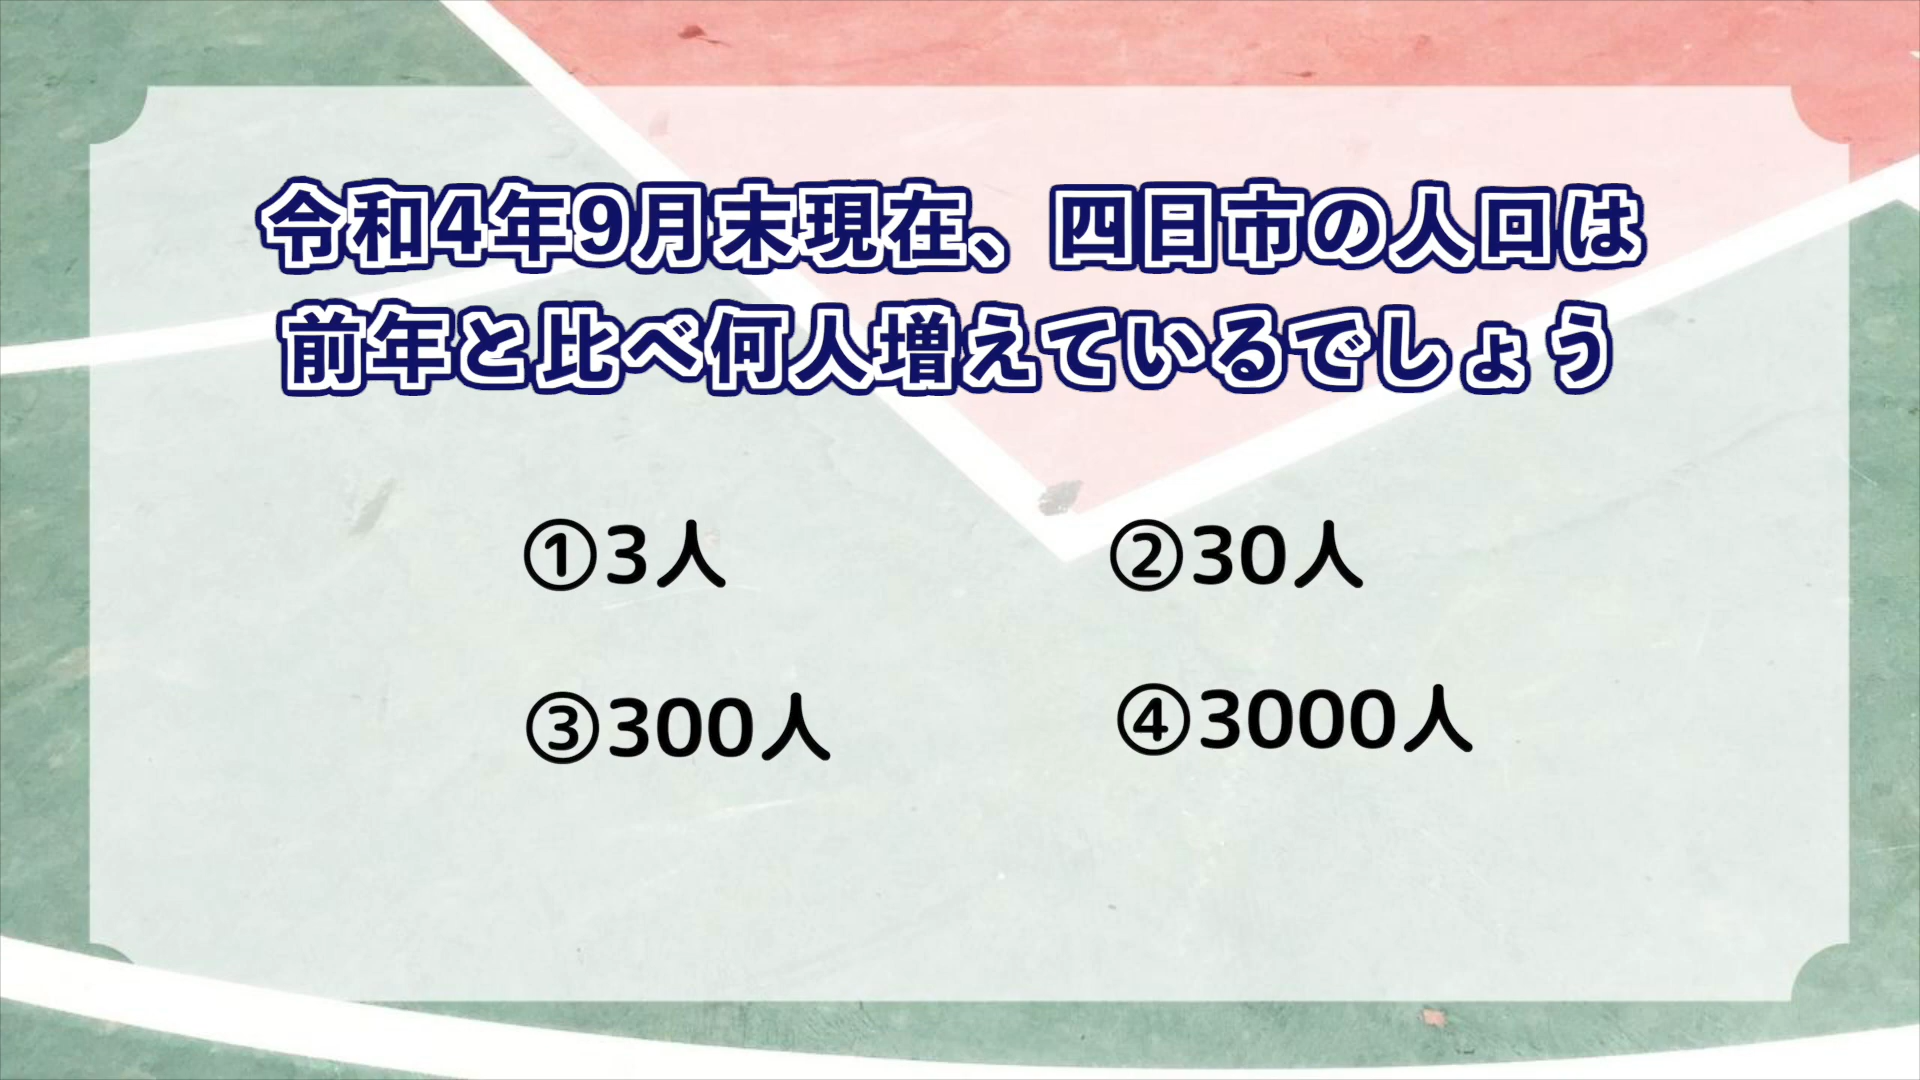 令和4年9月末現在、四日市の人口は
前年と比べ何人増えているでしょう
①3人
②30人
③300人
④3000人